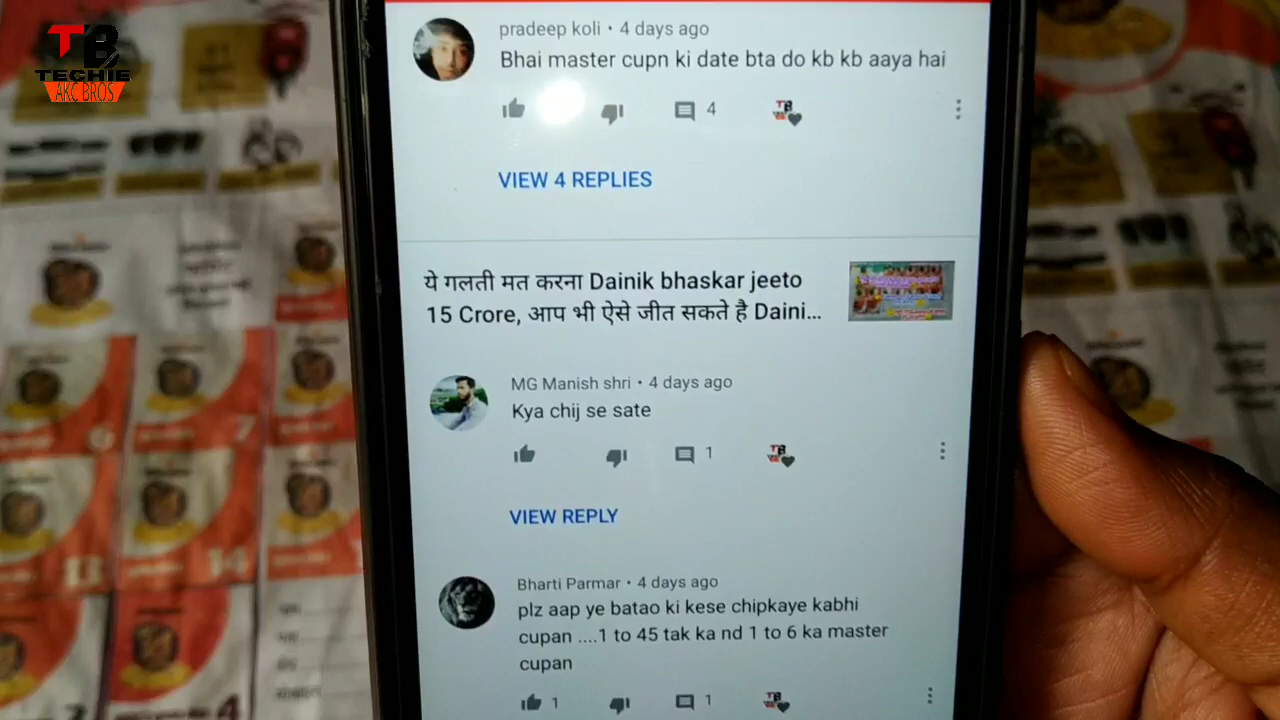 TB
TECHIE
AKC BROS
pradeep koli • 4 days ago
Bhai master cupn ki date bta do kb kb aaya hai
4
VIEW 4 REPLIES
ये गलती मत करना Dainik bhaskar jeeto
15 Crore, आप भी ऐसे जीत सकते है Daini...
MG Manish shri • 4 days ago
Kya chij se sate
1
VIEW REPLY
Bharti Parmar • 4 days ago
plz aap ye batao ki kese chipkaye kabhi
cupan ....1 to 45 tak ka nd 1 to 6 ka master
cupan
1 1
7
13 14
4